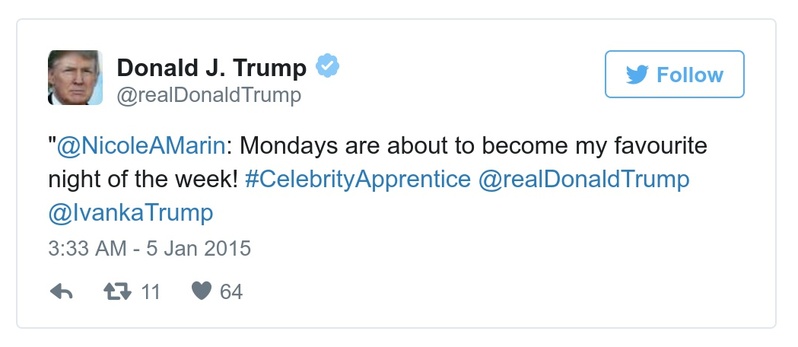 Donald J. Trump
@realDonaldTrump
Follow
"@NicoleAMarin: Mondays are about to become my favourite
night of the week! #CelebrityApprentice @realDonaldTrump
@IvankaTrump
3:33 AM - 5 Jan 2015
11 64